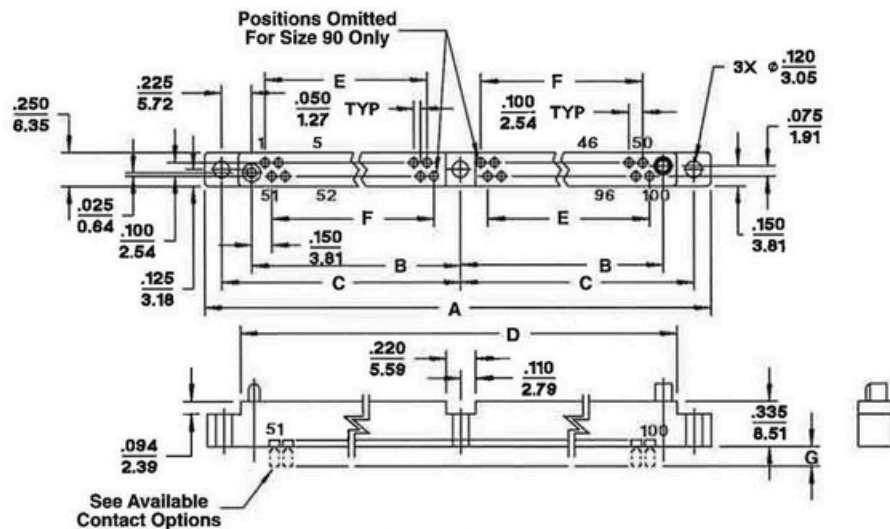 Positions Omitted
For Size 90 Only
3X ø .120
3.05
E
F
.225
5.72
.050
1.27
TYP
.100
2.54
TYP
.250
6.35
.075
1.91
1
5
46
50
51
52
96
100
.025
0.64
F
E
.100
2.54
.150
3.81
.150
3.81
B
B
.125
3.18
C
C
A
D
.220
5.59
.110
2.79
51
100
.335
8.51
.094
2.39
G
See Available
Contact Options